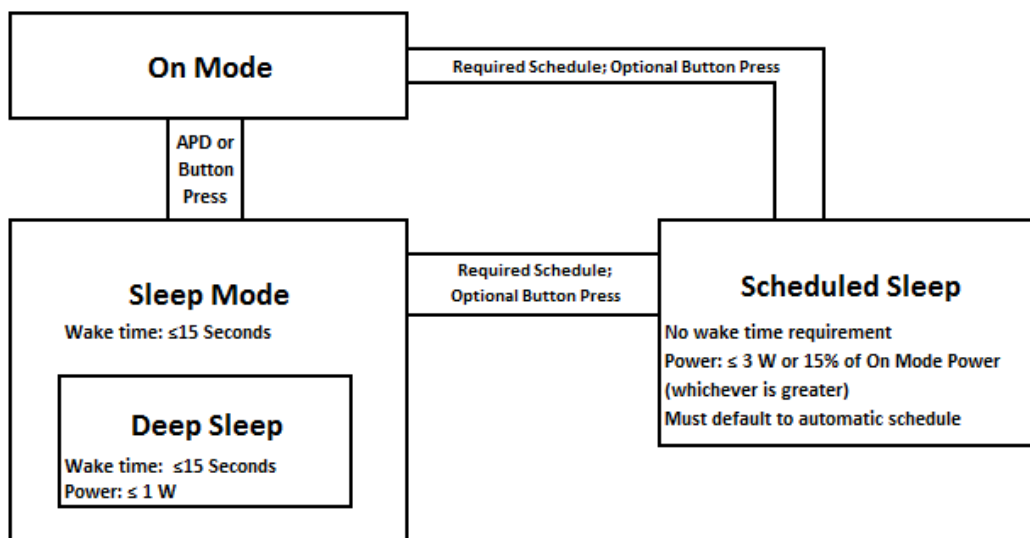 On Mode
Required Schedule; Optional Button Press
APD or
Button
Press
Sleep Mode
Wake time: ≤15 Seconds
Required Schedule;
Optional Button Press
Scheduled Sleep
No wake time requirement
Power: ≤ 3 W or 15% of On Mode Power
(whichever is greater)
Must default to automatic schedule
Deep Sleep
Wake time: ≤15 Seconds
Power: ≤ 1 W